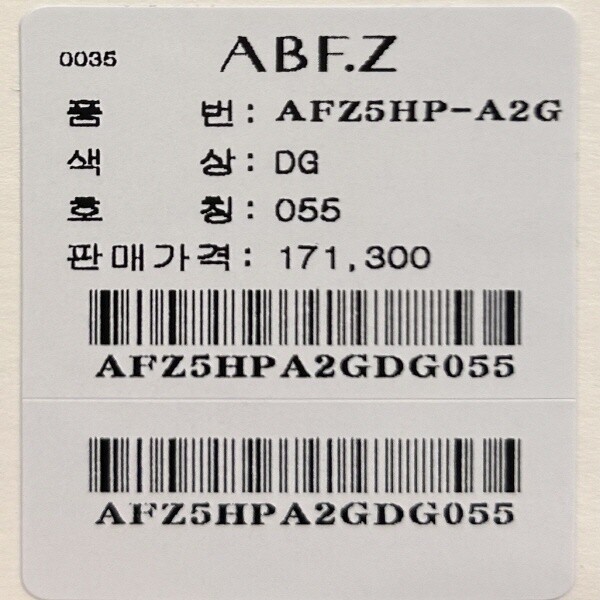 0035 ABF.Z
품 번: AFZ5HP-A2G
색 상: DG
호 칭: 055
판매가격: 171,300
AFZ5HPA2GDG055
AFZ5HPA2GDG055